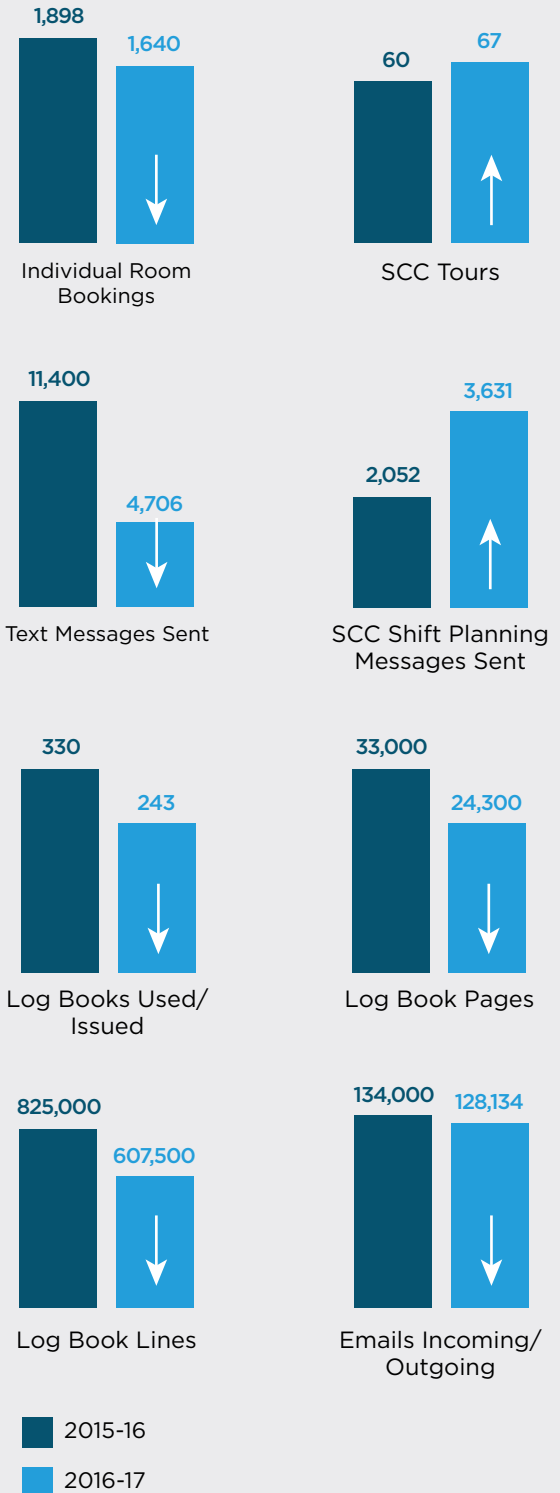 1,898
1,640
Individual Room
Bookings
60
67
SCC Tours
11,400
4,706
Text Messages Sent
2,052
3,631
SCC Shift Planning
Messages Sent
330
243
Log Books Used/
Issued
33,000
24,300
Log Book Pages
825,000
607,500
Log Book Lines
134,000
128,134
Emails Incoming/
Outgoing
2015-16
2016-17